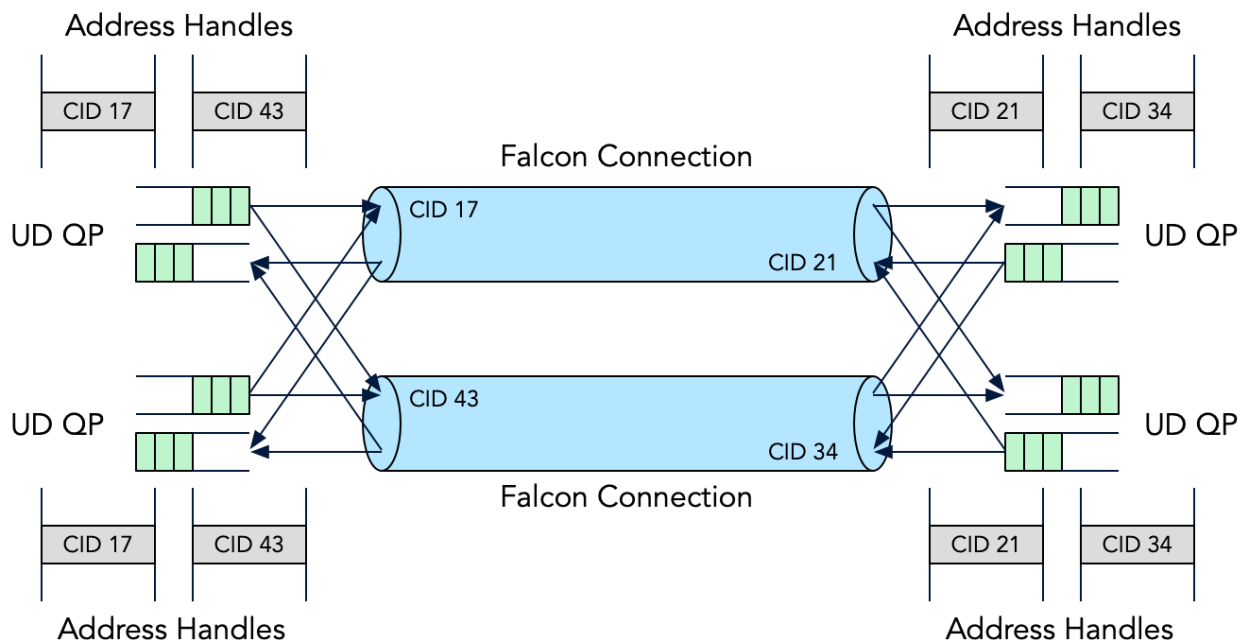 Address Handles
Address Handles
CID 17
CID 43
CID 21
CID 34
Falcon Connection
CID 17
UD QP
UD QP
CID 21
CID 43
UD QP
UD QP
CID 34
Falcon Connection
CID 17
CID 43
CID 21
CID 34
Address Handles
Address Handles